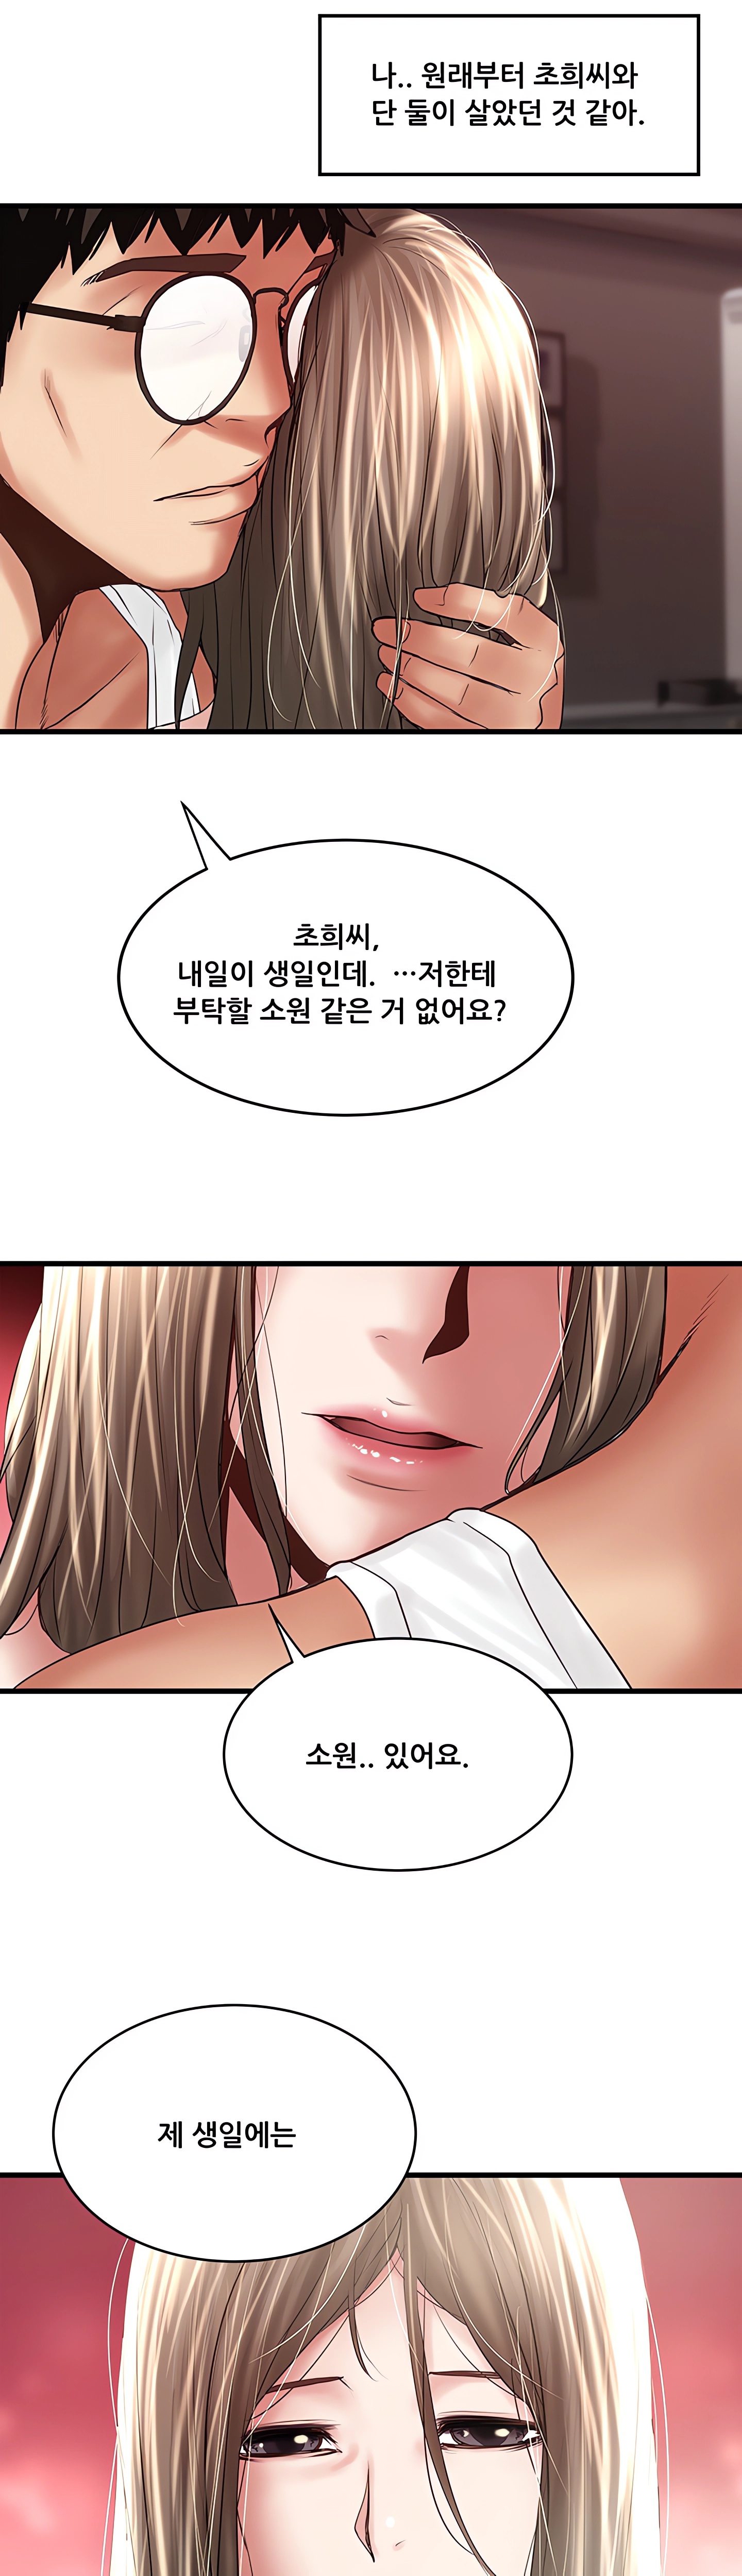 나.. 원래부터 초희씨와
단 둘이 살았던 것 같아.
초희씨,
내일이 생일인데. …저한테
부탁할 소원 같은 거 없어요?
소원.. 있어요.
제 생일에는